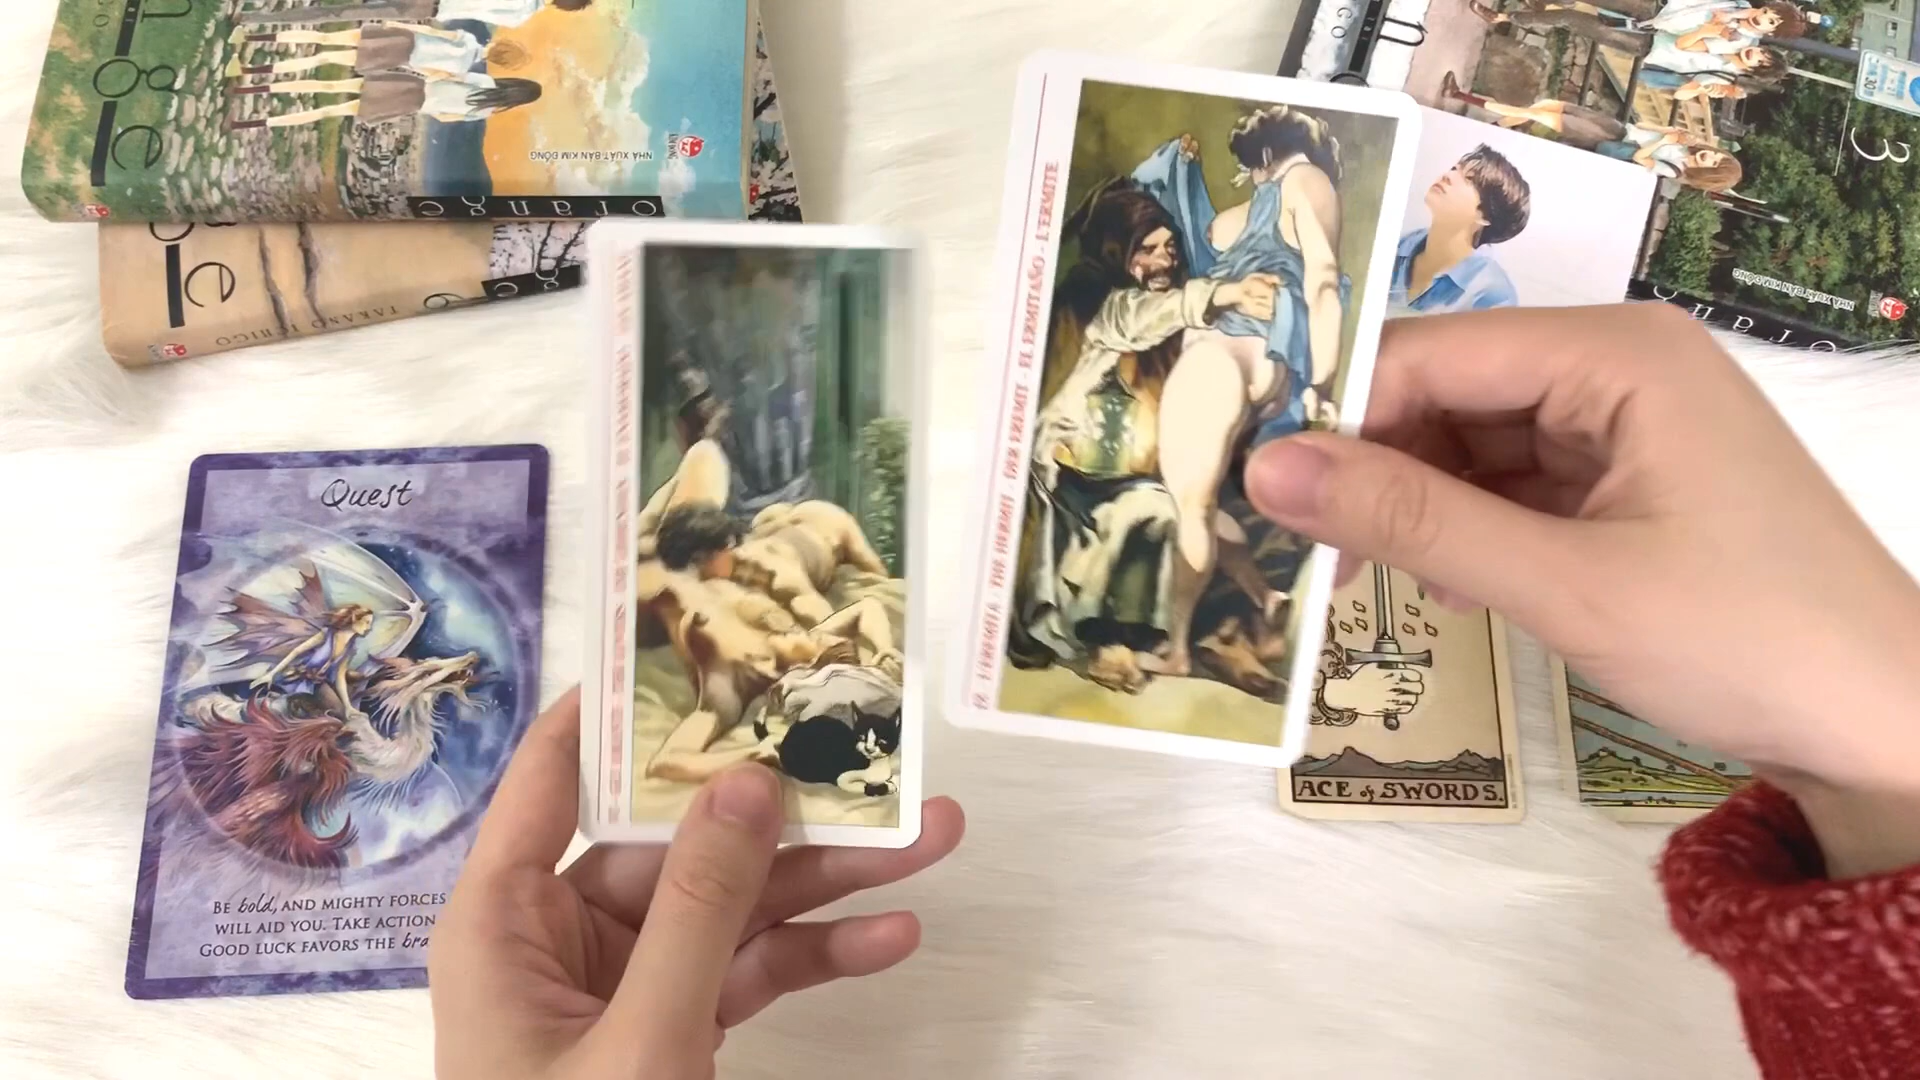 orange
NHÀ XUẤT BẢN KIM ĐỒNG
orange
TAKANO ICHIGO
3
NHÀ XUẤT BẢN KIM ĐỒNG
Quest
BE bold, AND MIGHTY FORCES
WILL AID YOU. TAKE ACTION
GOOD LUCK FAVORS THE
L'EREMITA - THE HERMIT - DER EREMIT - EL ERMITAÑO - L'ERMITE
ACE of SWORDS.